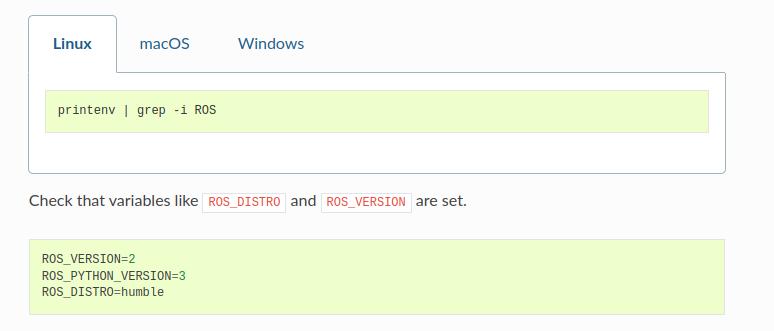 Linux macOS Windows
printenv | grep -i ROS
Check that variables like ROS_DISTRO and ROS_VERSION are set.
ROS_VERSION=2
ROS_PYTHON_VERSION=3
ROS_DISTRO=humble